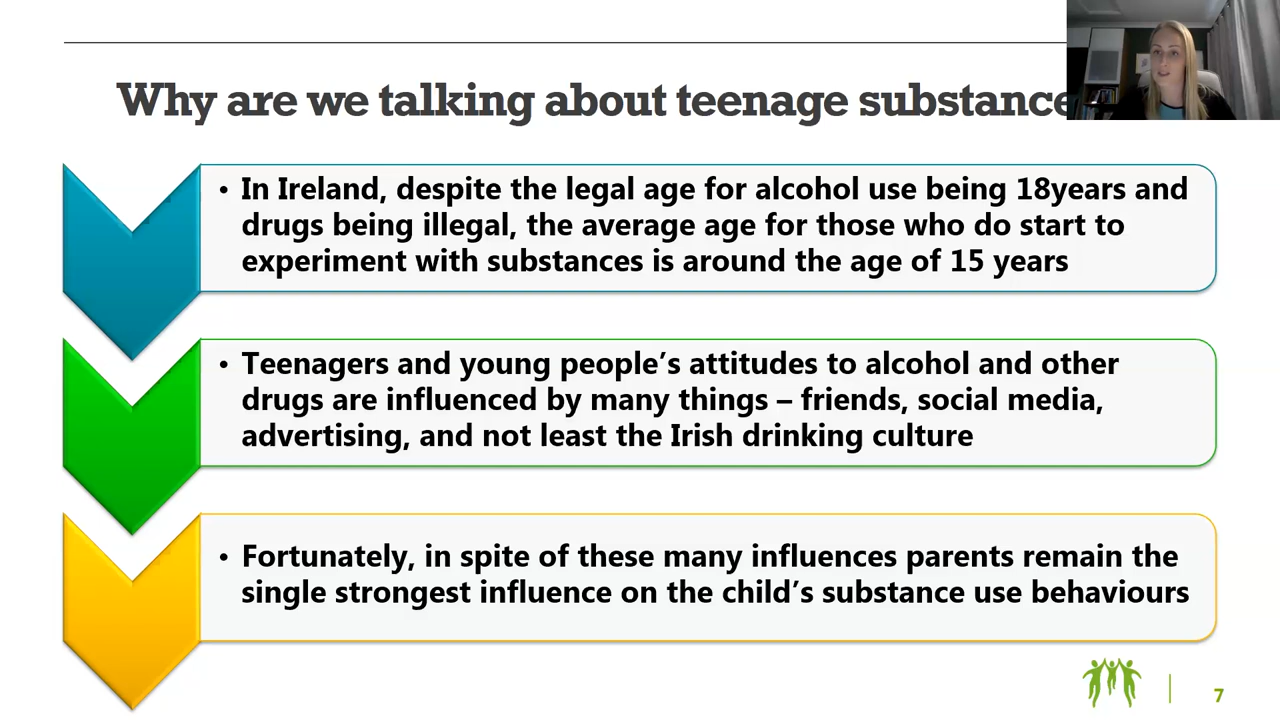 Why are we talking about teenage substance
• In Ireland, despite the legal age for alcohol use being 18years and
drugs being illegal, the average age for those who do start to
experiment with substances is around the age of 15 years
• Teenagers and young people’s attitudes to alcohol and other
drugs are influenced by many things – friends, social media,
advertising, and not least the Irish drinking culture
• Fortunately, in spite of these many influences parents remain the
single strongest influence on the child’s substance use behaviours
7